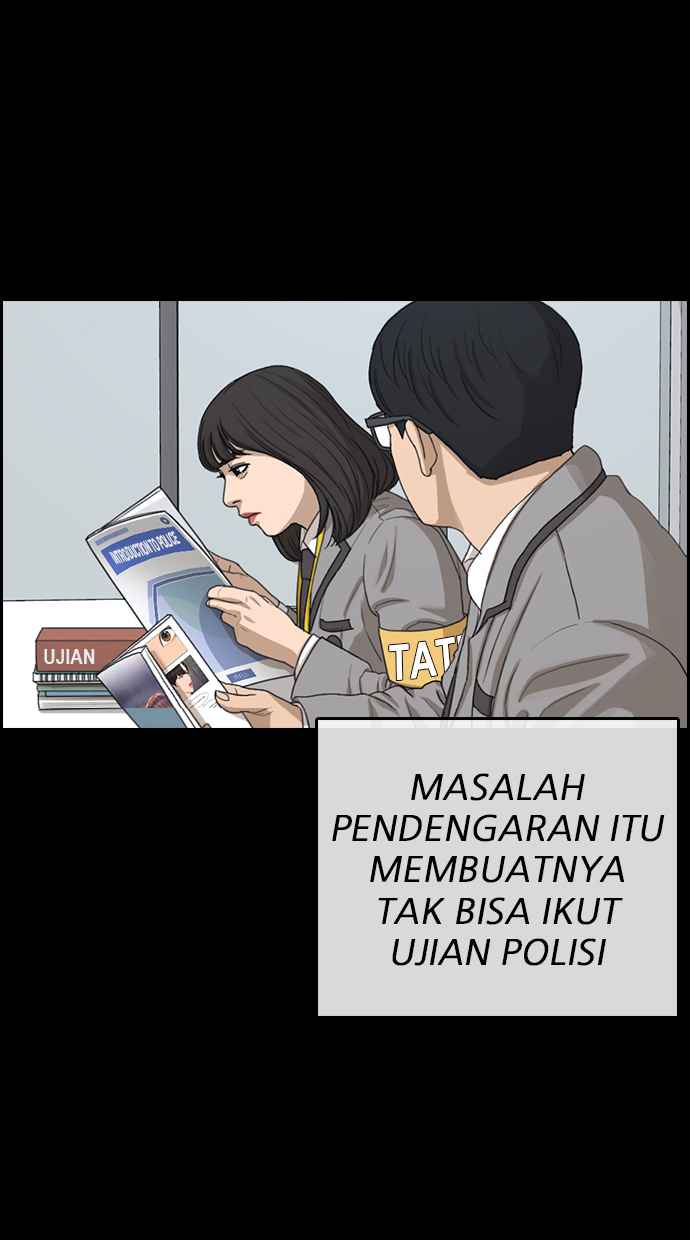 INTRODUCTION TO POLICE
UJIAN
TAT
MASALAH
PENDENGARAN ITU
MEMBUATNYA
TAK BISA IKUT
UJIAN POLISI